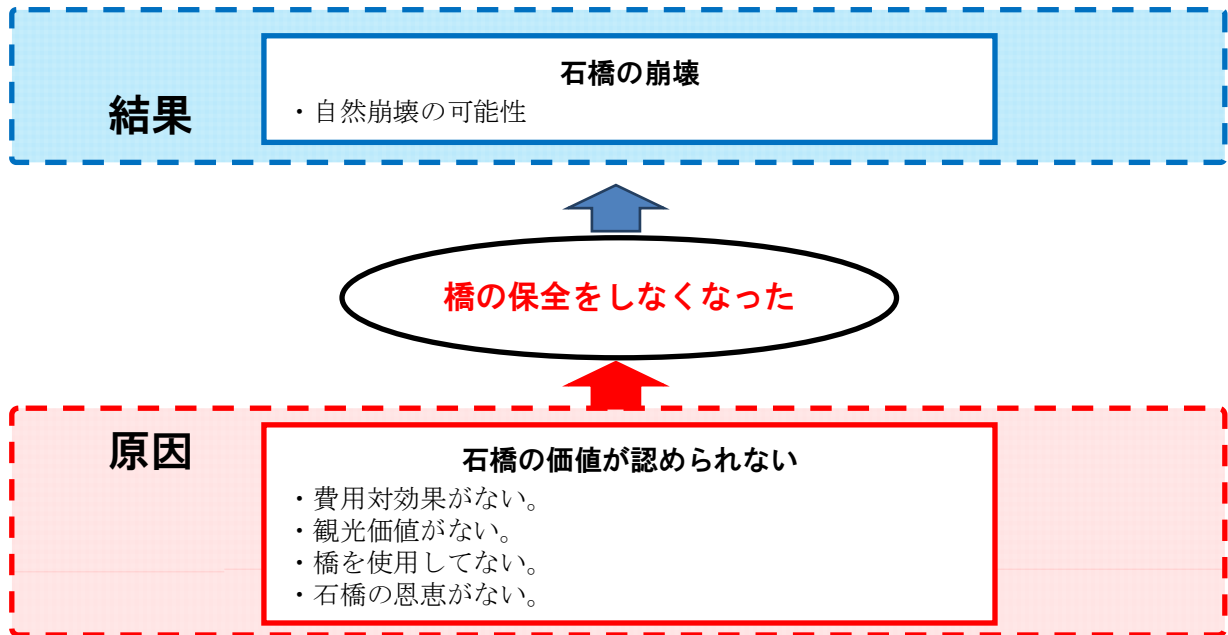 結果
石橋の崩壊
・自然崩壊の可能性
橋の保全をしなくなった
原因
石橋の価値が認められない
・費用対効果がない。
・観光価値がない。
・橋を使用してない。
・石橋の恩恵がない。